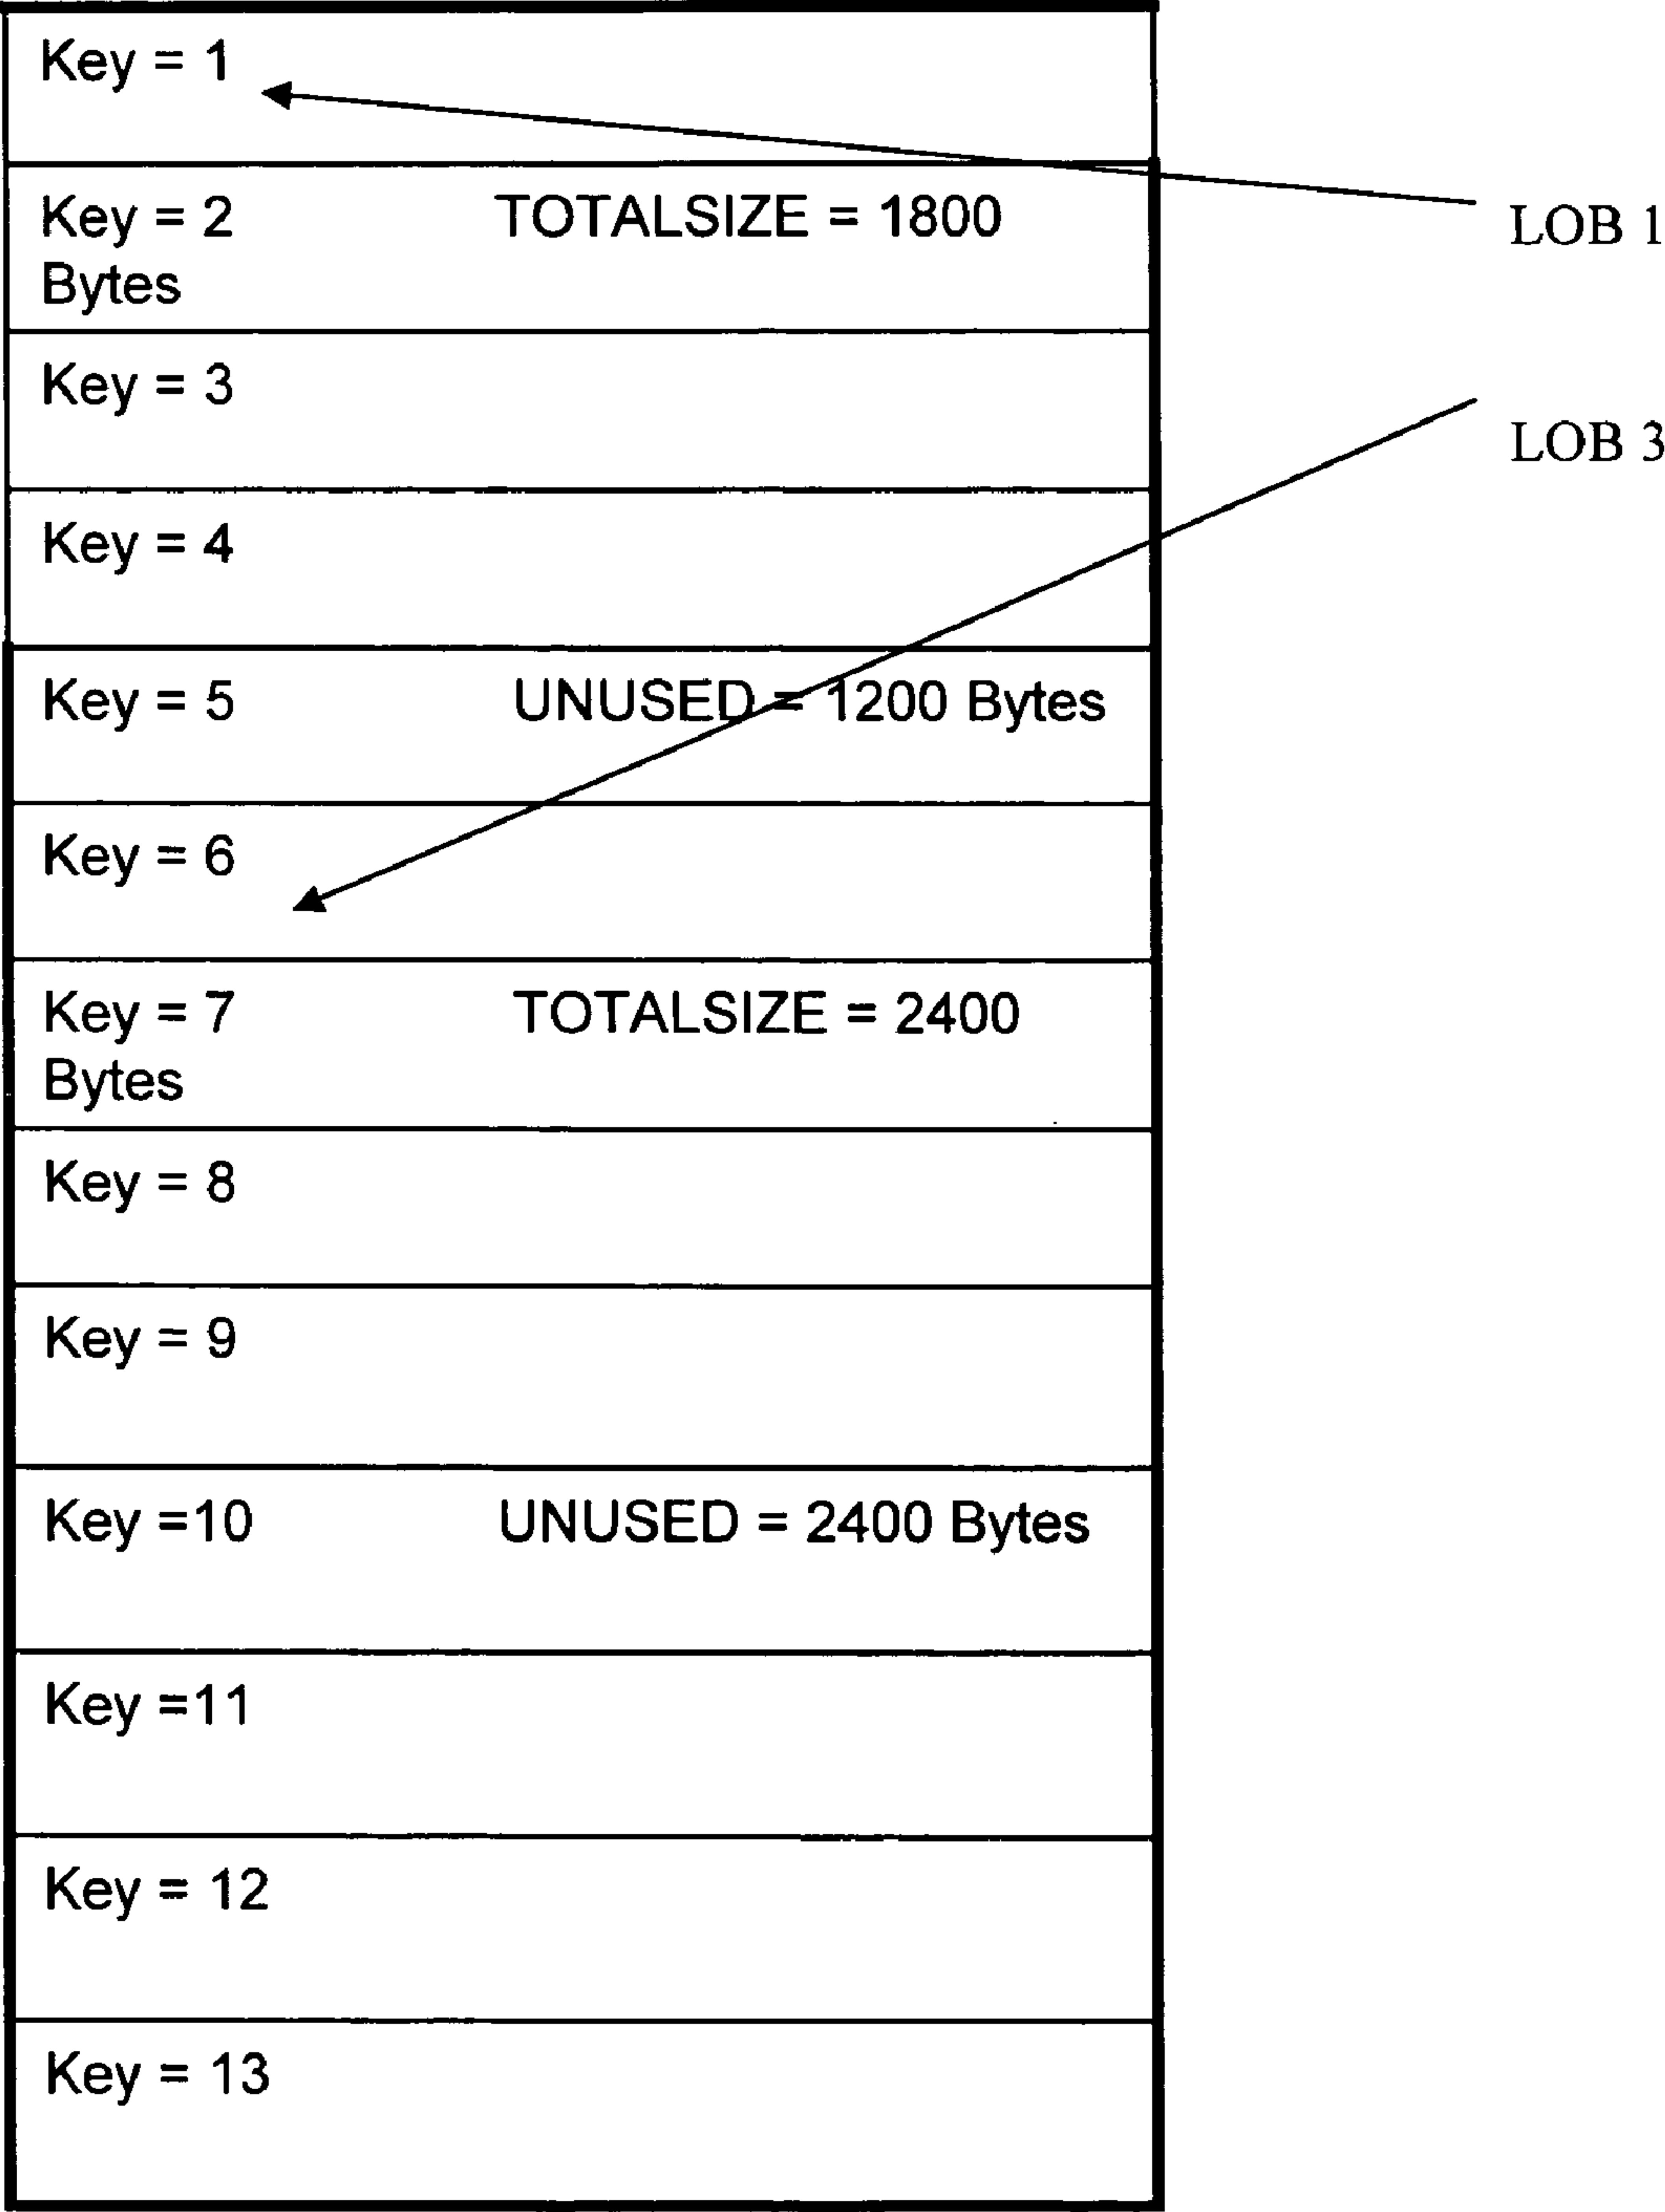 Key = 1
Key = 2 TOTALSIZE = 1800
Bytes
LOB 1
Key = 3
LOB 3
Key = 4
Key = 5 UNUSED = 1200 Bytes
Key = 6
Key = 7 TOTALSIZE = 2400
Bytes
Key = 8
Key = 9
Key =10 UNUSED = 2400 Bytes
Key =11
Key = 12
Key = 13